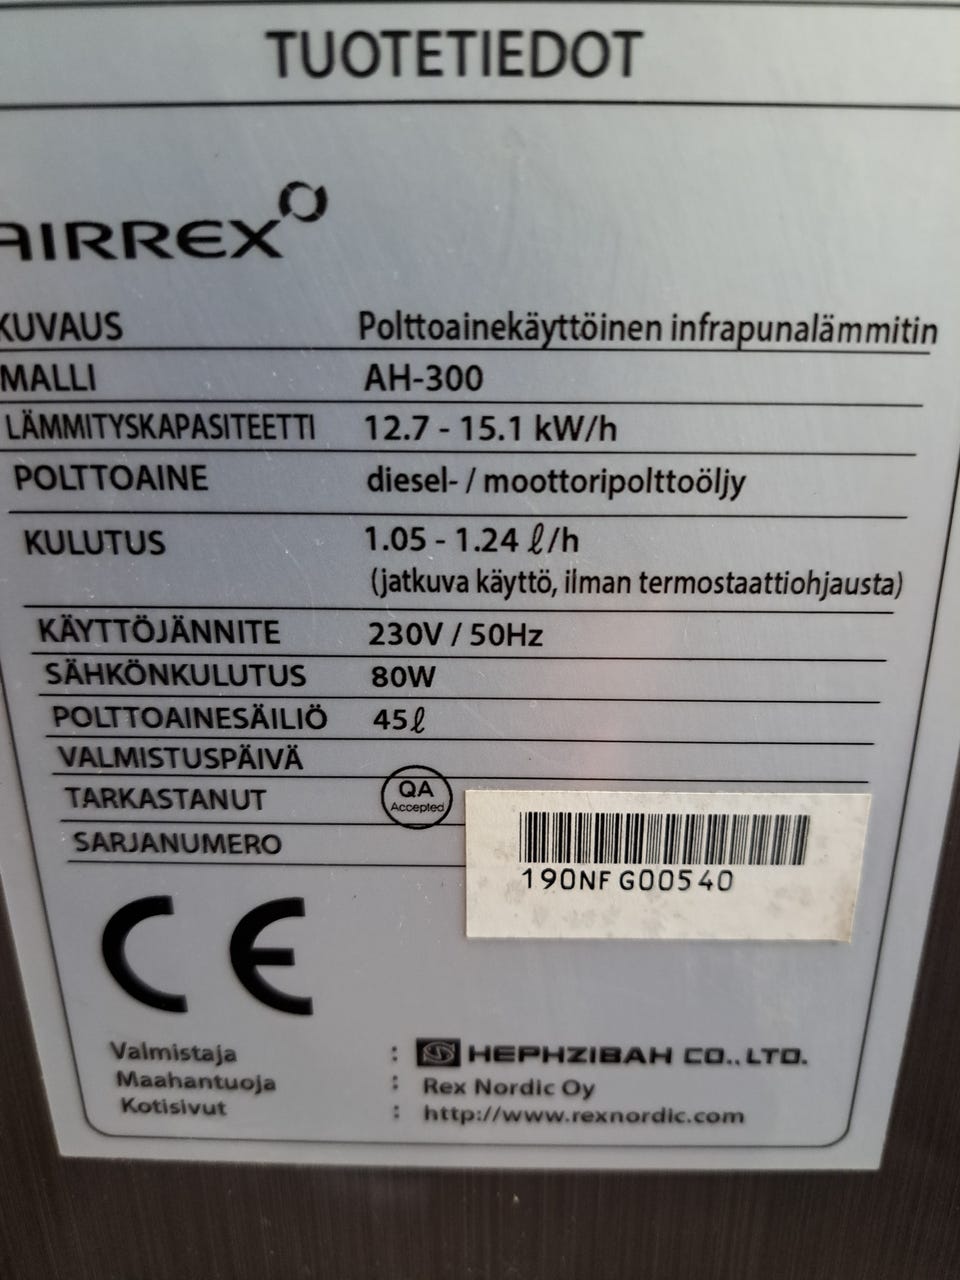 TUOTETIEDOT
AIRREX
KUVAUS Polttoainekäyttöinen infrapunalämmitin
MALLI AH-300
LÄMMITYSKAPASITEETTI 12.7 - 15.1 kW/h
POLTTOAINE diesel- / moottoripolttoöljy
KULUTUS 1.05 - 1.24 ℓ/h
(jatkuva käyttö, ilman termostaattiohjausta)
KÄYTTÖJÄNNITE 230V / 50Hz
SÄHKÖNKULUTUS 80W
POLTTOAINESÄILIÖ 45ℓ
VALMISTUSPÄIVÄ
TARKASTANUT QA Accepted
SARJANUMERO
190NFG00540
CE
Valmistaja : HEPHZIBAH CO.,LTD.
Maahantuoja : Rex Nordic Oy
Kotisivut : http://www.rexnordic.com